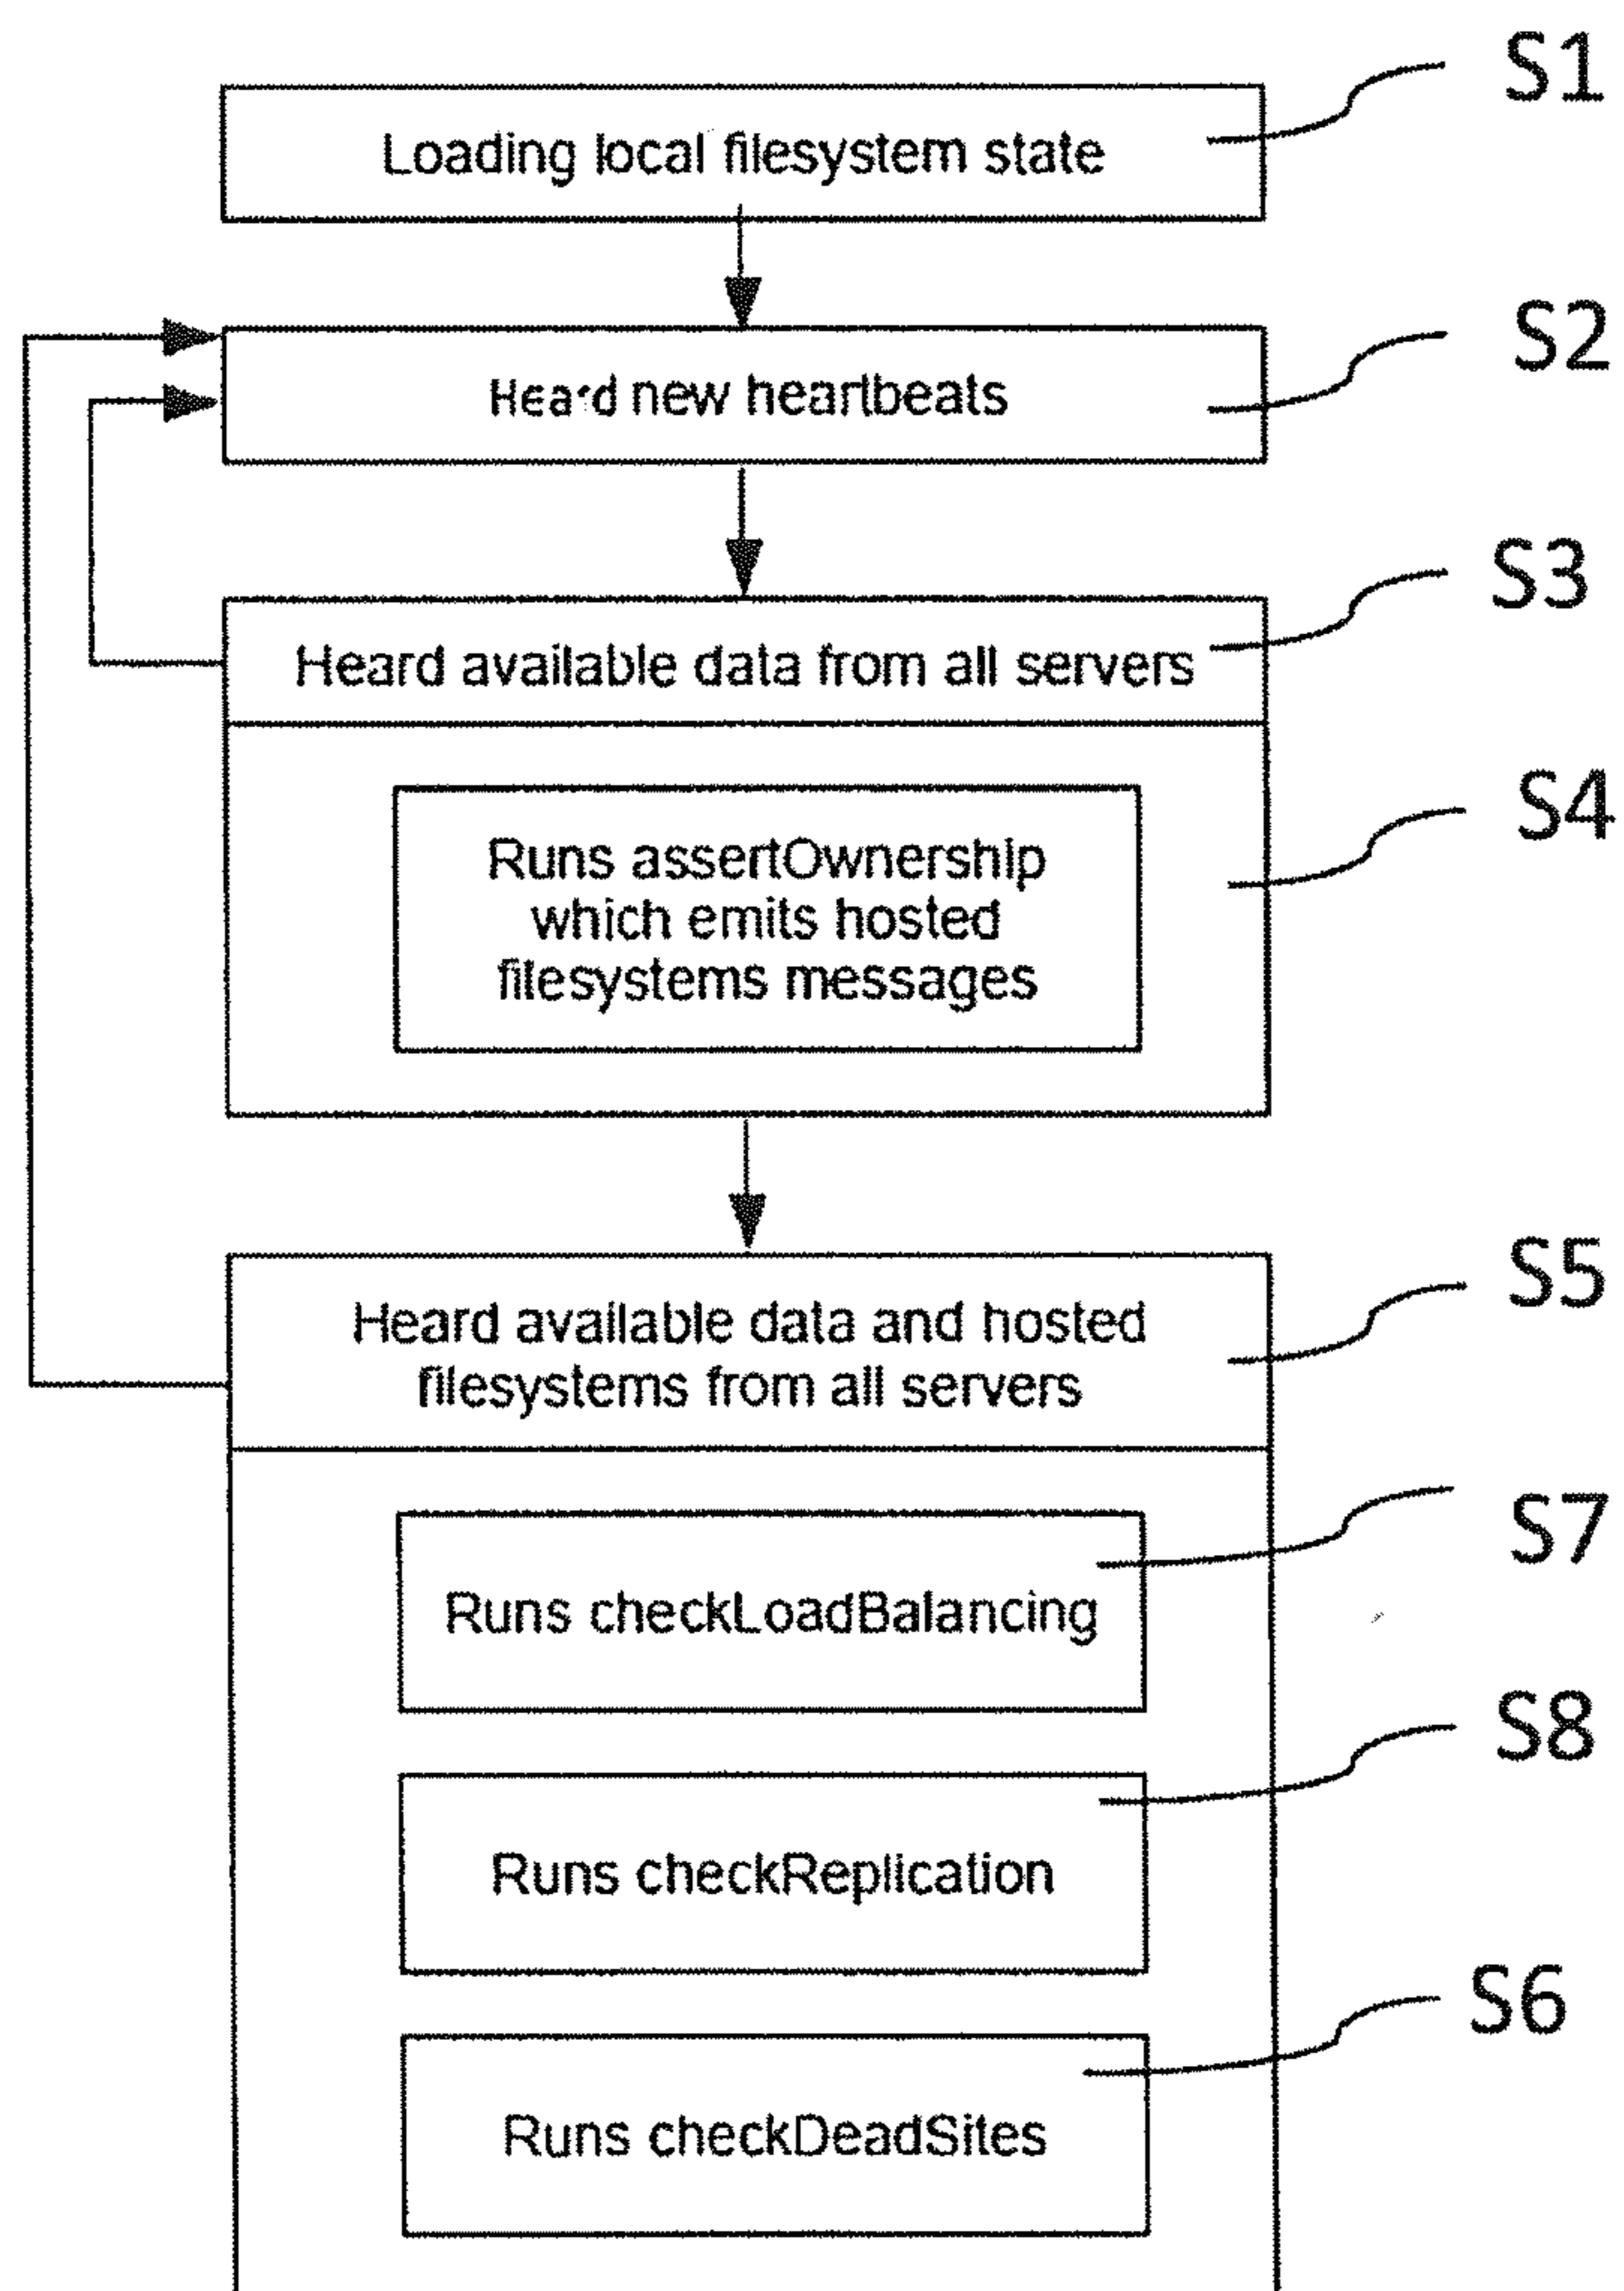 S1
Loading local filesystem state
S2
Heard new heartbeats
S3
Heard available data from all servers
S4
Runs assertOwnership
which emits hosted
filesystems messages
S5
Heard available data and hosted
filesystems from all servers
S7
Runs checkLoadBalancing
S8
Runs checkReplication
S6
Runs checkDeadSites